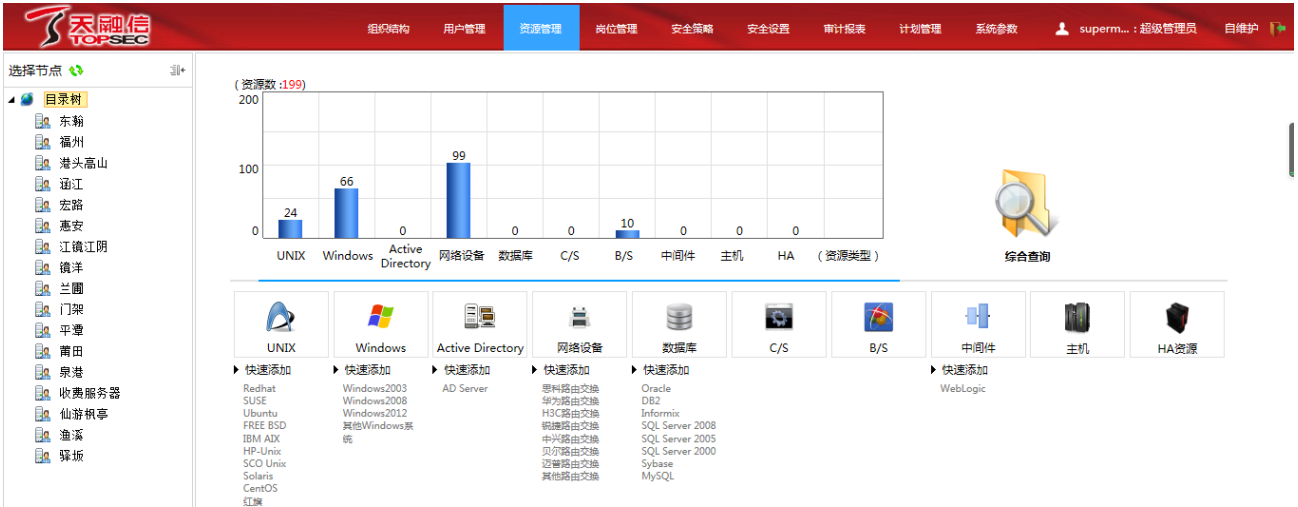 天融信
TOPSEC
组织结构 用户管理 资源管理 岗位管理 安全策略 安全设置 审计报表 计划管理 系统参数 superm...：超级管理员 自维护
选择节点
目录树
东瀚
福州
港头高山
涵江
宏路
惠安
江镜江阴
镜洋
兰圃
门架
平潭
莆田
泉港
收费服务器
仙游枫亭
渔溪
驿坂
（资源数:199）
200
100
0
24 66 0 99 0 0 10 0 0 0
UNIX Windows Active Directory 网络设备 数据库 C/S B/S 中间件 主机 HA （资源类型）
综合查询
UNIX Windows Active Directory 网络设备 数据库 C/S B/S 中间件 主机 HA资源
快速添加 快速添加 快速添加 快速添加 快速添加 快速添加
Redhat Windows2003 AD Server 思科路由交换 Oracle WebLogic
SUSE Windows2008 华为路由交换 DB2
Ubuntu Windows2012 H3C路由交换 Informix
FREE BSD 其他Windows系 锐捷路由交换 SQL Server 2008
IBM AIX 统 中兴路由交换 SQL Server 2005
HP-Unix 贝尔路由交换 SQL Server 2000
SCO Unix 迈普路由交换 Sybase
Solaris 其他路由交换 MySQL
CentOS
红旗